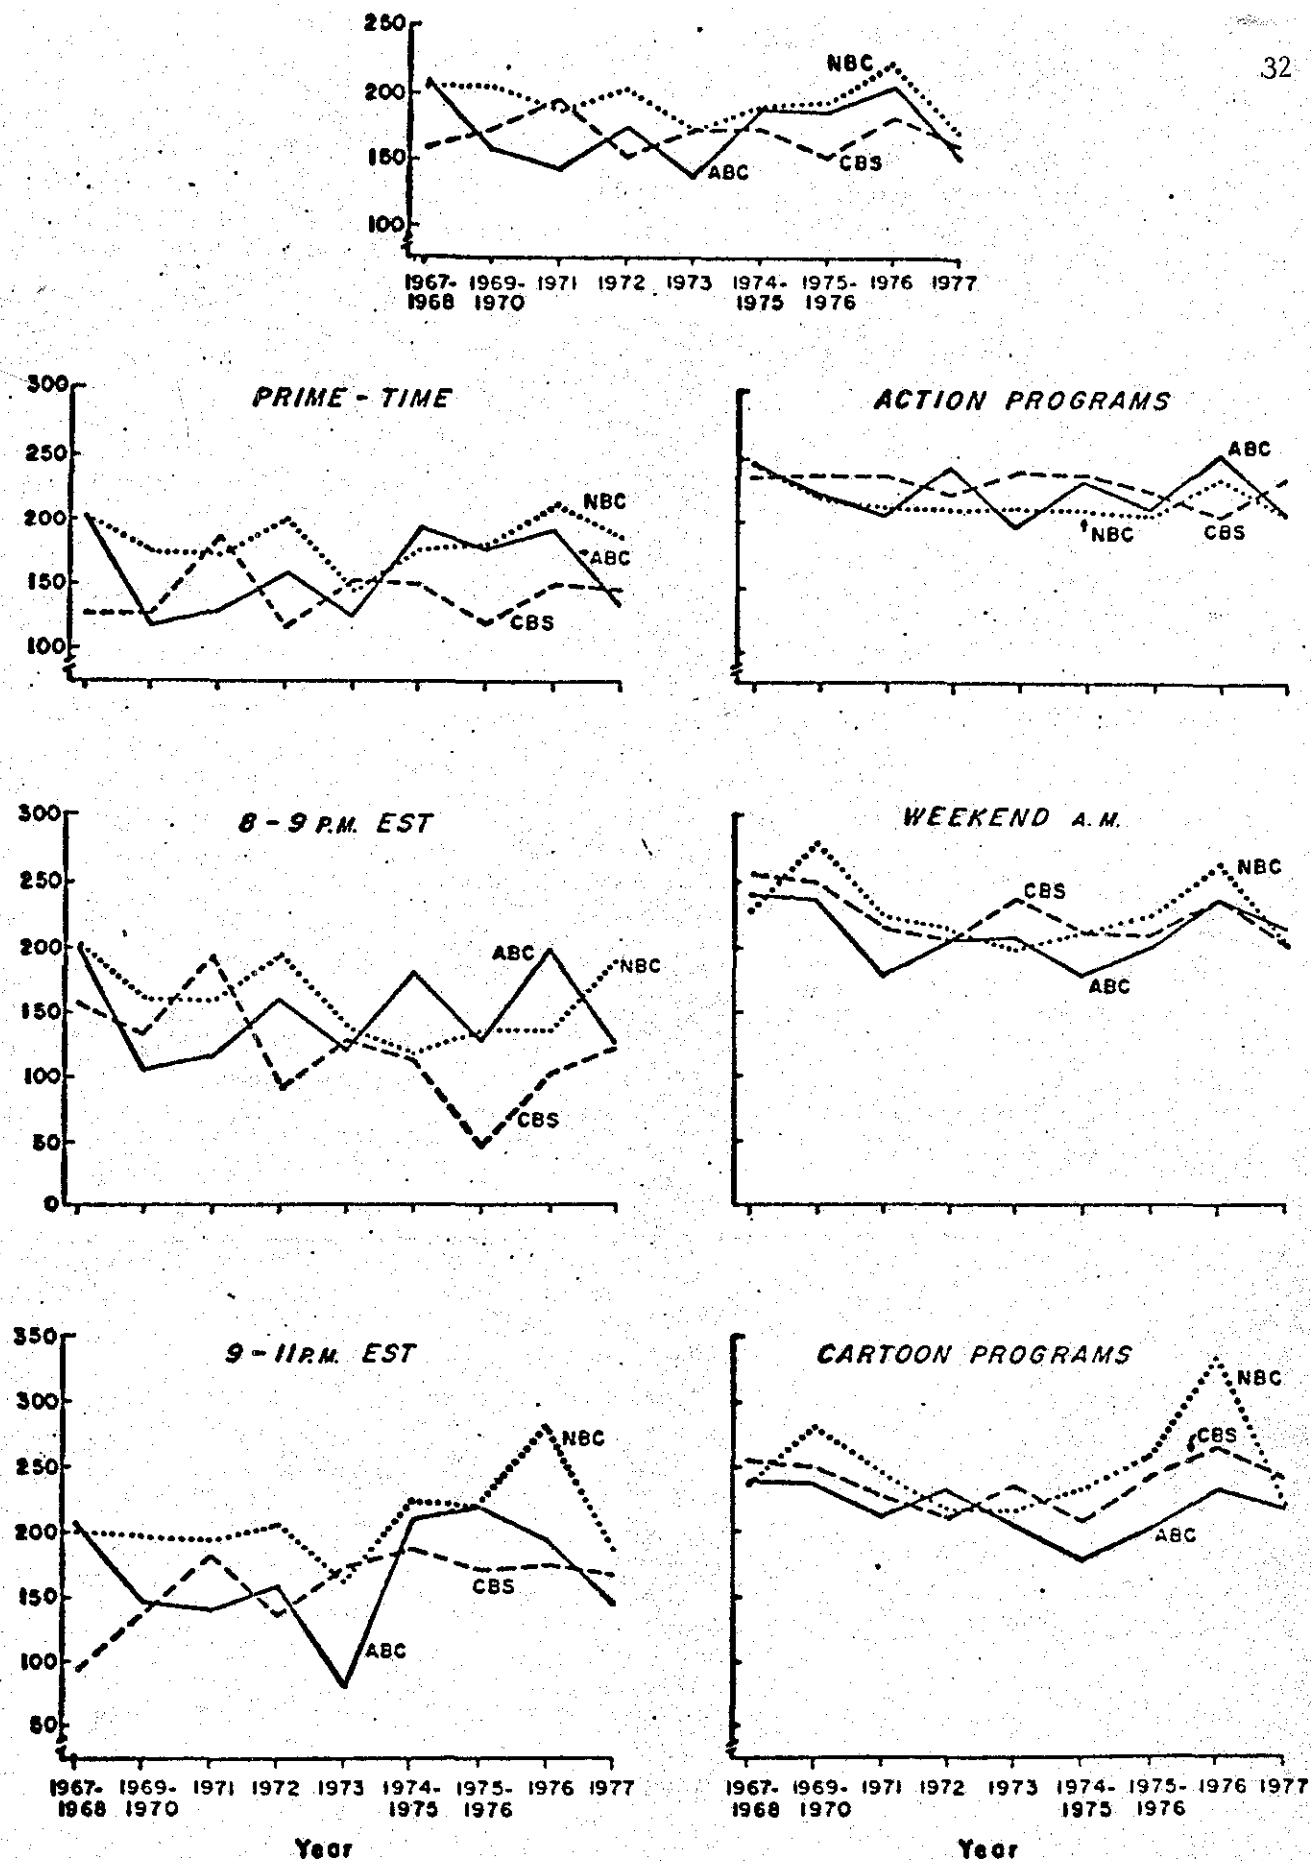 32
250
200
150
100
NBC
ABC
CBS
1967- 1969- 1971 1972 1973 1974- 1975- 1976 1977
1968 1970 1975 1976
PRIME - TIME
300
250
200
150
100
NBC
ABC
CBS
ACTION PROGRAMS
ABC
NBC
CBS
8 - 9 P.M. EST
300
250
200
150
100
50
0
ABC
NBC
CBS
WEEKEND A.M.
NBC
CBS
ABC
9 - 11 P.M. EST
350
300
250
200
150
100
50
NBC
CBS
ABC
1967- 1969- 1971 1972 1973 1974- 1975- 1976 1977
1968 1970 1975 1976
Year
CARTOON PROGRAMS
NBC
CBS
ABC
1967- 1969- 1971 1972 1973 1974- 1975- 1976 1977
1968 1970 1975 1976
Year